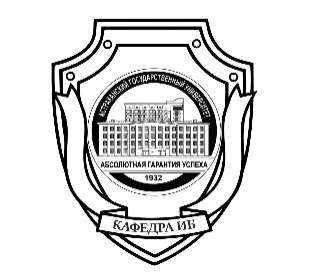 АСТРАХАНСКИЙ ГОСУДАРСТВЕННЫЙ УНИВЕРСИТЕТ
АБСОЛЮТНАЯ ГАРАНТИЯ УСПЕХА
1932
КАФЕДРА ИБ